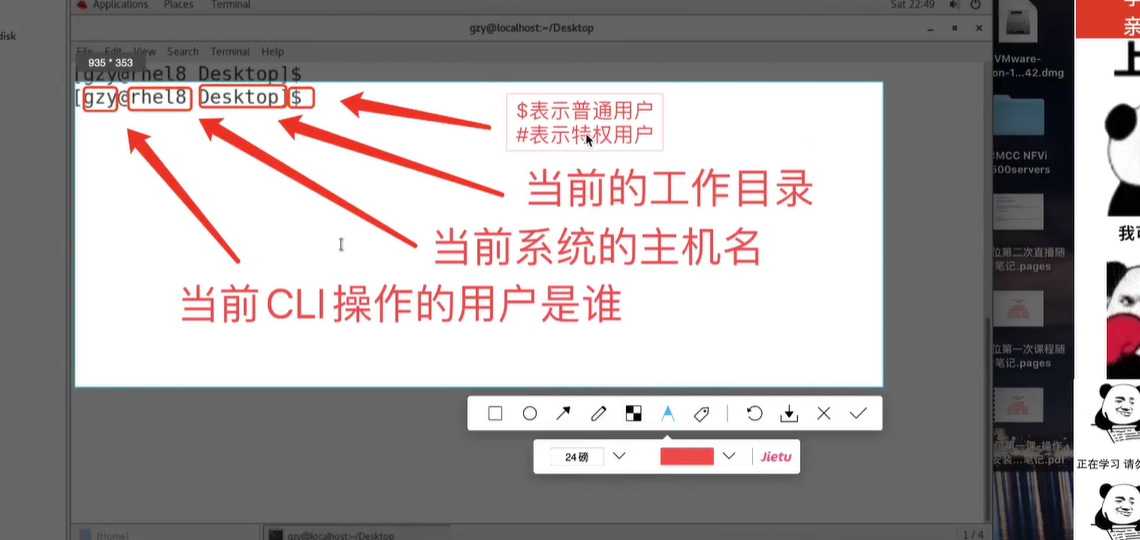 Applications Places Terminal
Sat 22:49
gzy@localhost:~/Desktop
File Edit View Search Terminal Help
935 * 353
[gzy@rhel8 Desktop]$
[gzy@rhel8 Desktop]$
$表示普通用户
#表示特权用户
当前的工作目录
当前系统的主机名
当前CLI操作的用户是谁
24磅
Jietu
[Home]
gzy@localhost:~/Desktop
1 / 4
disk
VMware-
on-1...42.dmg
CMCC NFVi
500servers
位第二次直播随
笔记.pages
位第一次课程随
笔记.pages
位第一课-操作
安装...笔记.pdf
亲
上
我可
正在学习 请勿